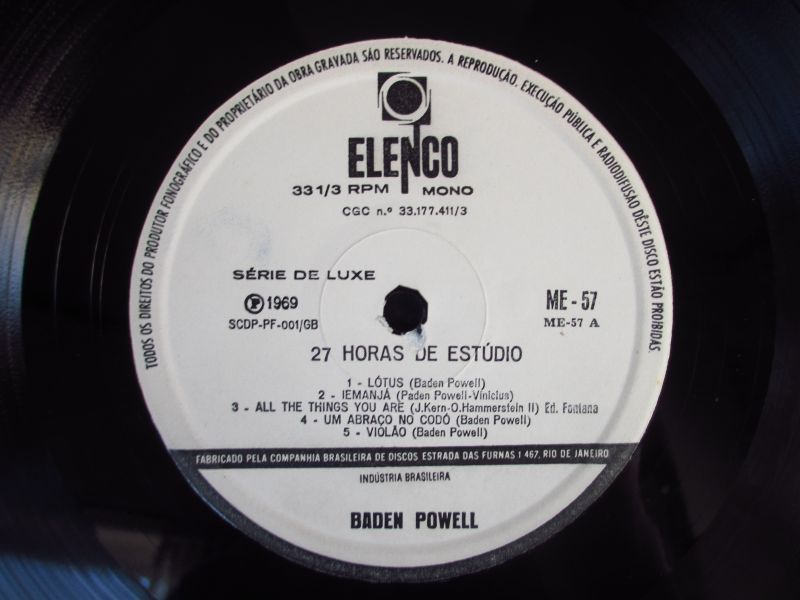 TODOS OS DIREITOS DO PRODUTOR FONOGRÁFICO E DO PROPRIETÁRIO DA OBRA GRAVADA SÃO RESERVADOS. A REPRODUÇÃO, EXECUÇÃO PÚBLICA E RADIODIFUSÃO DÊSTE DISCO ESTÃO PROIBIDAS.
ELENCO
33 1/3 RPM MONO
CGC n.º 33.177.411/3
SÉRIE DE LUXE
Ⓟ 1969
SCDP-PF-001/GB
ME - 57
ME-57 A
27 HORAS DE ESTÚDIO
1 - LÓTUS (Baden Powell)
2 - IEMANJÁ (Paden Powell-Vinicius)
3 - ALL THE THINGS YOU ARE (J.Kern-O.Hammerstein II) Ed. Fontana
4 - UM ABRAÇO NO CODÓ (Baden Powell)
5 - VIOLÃO (Baden Powell)
FABRICADO PELA COMPANHIA BRASILEIRA DE DISCOS ESTRADA DAS FURNAS 1 467, RIO DE JANEIRO
INDÚSTRIA BRASILEIRA
BADEN POWELL